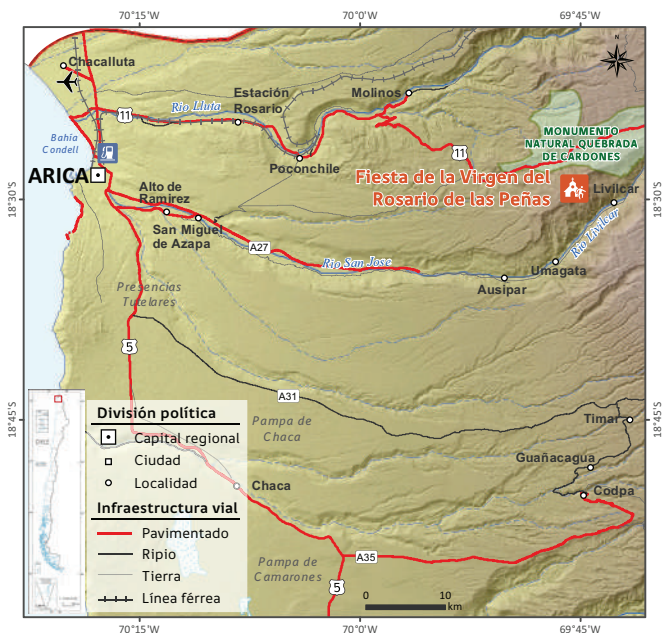 70°15'W
70°0'W
69°45'W
N
Chacalluta
Estación
Rosario
Molinos
Río Lluta
11
Bahía
Condell
MONUMENTO
NATURAL QUEBRADA
DE CARDONES
11
Poconchile
ARICA
Fiesta de la Virgen del
Rosario de las Peñas
Alto de
Ramírez
Livilcar
18°30'S
18°30'S
San Miguel
de Azapa
A27
Río San José
Río Livilcar
Umagata
Ausipar
Presencias
Tutelares
5
A31
18°45'S
18°45'S
Pampa de
Chaca
Timar
Guañacagua
Codpa
Chaca
División política
Capital regional
Ciudad
Localidad
Infraestructura vial
Pavimentado
Ripio
Tierra
Línea férrea
A35
Pampa de
Camarones
5
0
10
km
70°15'W
70°0'W
69°45'W